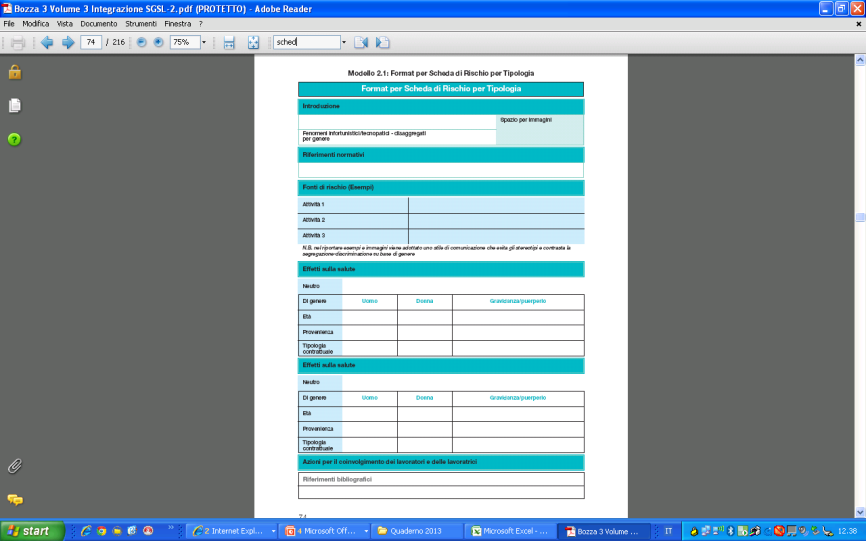 Bozza 3 Volume 3 Integrazione SGSL-2.pdf (PROTETTO) - Adobe Reader
File Modifica Vista Documento Strumenti Finestra ?
74 / 216 75% sched
Modello 2.1: Format per Scheda di Rischio per Tipologia
Format per Scheda di Rischio per Tipologia
Introduzione
Spazio per immagini
Fenomeni infortunistici/tecnopatici - disaggregati
per genere
Riferimenti normativi
Fonti di rischio (Esempi)
Attività 1
Attività 2
Attività 3
N.B. nel riportare esempi e immagini viene adottato uno stile di comunicazione che evita gli stereotipi e contrasta la
segregazione-discriminazione su base di genere
Effetti sulla salute
Neutro
Di genere Uomo Donna Gravidanza/puerperio
Età
Provenienza
Tipologia
contrattuale
Effetti sulla salute
Neutro
Di genere Uomo Donna Gravidanza/puerperio
Età
Provenienza
Tipologia
contrattuale
Azioni per il coinvolgimento dei lavoratori e delle lavoratrici
Riferimenti bibliografici
74
start 2 Internet Expl... 4 Microsoft Off... Quaderno 2013 Microsoft Excel - ... Bozza 3 Volume ... IT 12.38